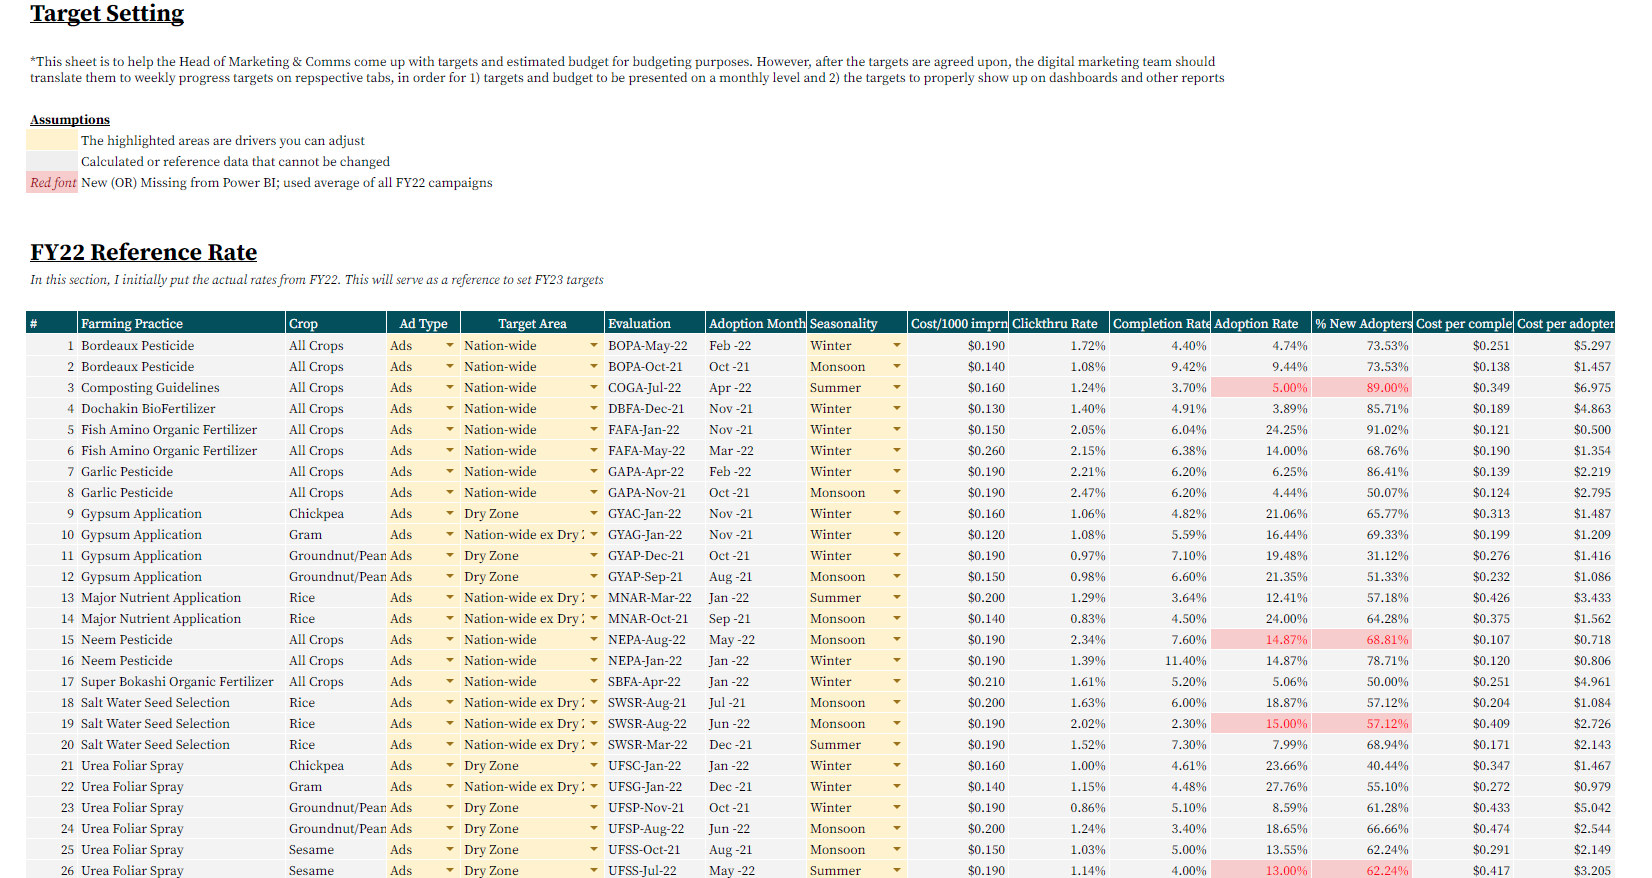 Target Setting
*This sheet is to help the Head of Marketing & Comms come up with targets and estimated budget for budgeting purposes. However, after the targets are agreed upon, the digital marketing team should
translate them to weekly progress targets on repspective tabs, in order for 1) targets and budget to be presented on a monthly level and 2) the targets to properly show up on dashboards and other reports
Assumptions
The highlighted areas are drivers you can adjust
Calculated or reference data that cannot be changed
Red font New (OR) Missing from Power BI; used average of all FY22 campaigns
FY22 Reference Rate
In this section, I initially put the actual rates from FY22. This will serve as a reference to set FY23 targets
# Farming Practice Crop Ad Type Target Area Evaluation Adoption Month Seasonality Cost/1000 imprn Clickthru Rate Completion Rate Adoption Rate % New Adopters Cost per comple Cost per adopter
1 Bordeaux Pesticide All Crops Ads Nation-wide BOPA-May-22 Feb -22 Winter $0.190 1.72% 4.40% 4.74% 73.53% $0.251 $5.297
2 Bordeaux Pesticide All Crops Ads Nation-wide BOPA-Oct-21 Oct -21 Monsoon $0.140 1.08% 9.42% 9.44% 73.53% $0.138 $1.457
3 Composting Guidelines All Crops Ads Nation-wide COGA-Jul-22 Apr -22 Summer $0.160 1.24% 3.70% 5.00% 89.00% $0.349 $6.975
4 Dochakin BioFertilizer All Crops Ads Nation-wide DBFA-Dec-21 Nov -21 Winter $0.130 1.40% 4.91% 3.89% 85.71% $0.189 $4.863
5 Fish Amino Organic Fertilizer All Crops Ads Nation-wide FAFA-Jan-22 Nov -21 Winter $0.150 2.05% 6.04% 24.25% 91.02% $0.121 $0.500
6 Fish Amino Organic Fertilizer All Crops Ads Nation-wide FAFA-May-22 Mar -22 Winter $0.260 2.15% 6.38% 14.00% 68.76% $0.190 $1.354
7 Garlic Pesticide All Crops Ads Nation-wide GAPA-Apr-22 Feb -22 Winter $0.190 2.21% 6.20% 6.25% 86.41% $0.139 $2.219
8 Garlic Pesticide All Crops Ads Nation-wide GAPA-Nov-21 Oct -21 Monsoon $0.190 2.47% 6.20% 4.44% 50.07% $0.124 $2.795
9 Gypsum Application Chickpea Ads Dry Zone GYAC-Jan-22 Nov -21 Winter $0.160 1.06% 4.82% 21.06% 65.77% $0.313 $1.487
10 Gypsum Application Gram Ads Nation-wide ex Dry GYAG-Jan-22 Nov -21 Winter $0.120 1.08% 5.59% 16.44% 69.33% $0.199 $1.209
11 Gypsum Application Groundnut/Pean Ads Dry Zone GYAP-Dec-21 Oct -21 Winter $0.190 0.97% 7.10% 19.48% 31.12% $0.276 $1.416
12 Gypsum Application Groundnut/Pean Ads Dry Zone GYAP-Sep-21 Aug -21 Monsoon $0.150 0.98% 6.60% 21.35% 51.33% $0.232 $1.086
13 Major Nutrient Application Rice Ads Nation-wide ex Dry MNAR-Mar-22 Jan -22 Summer $0.200 1.29% 3.64% 12.41% 57.18% $0.426 $3.433
14 Major Nutrient Application Rice Ads Nation-wide ex Dry MNAR-Oct-21 Sep -21 Monsoon $0.140 0.83% 4.50% 24.00% 64.28% $0.375 $1.562
15 Neem Pesticide All Crops Ads Nation-wide NEPA-Aug-22 May -22 Monsoon $0.190 2.34% 7.60% 14.87% 68.81% $0.107 $0.718
16 Neem Pesticide All Crops Ads Nation-wide NEPA-Jan-22 Jan -22 Winter $0.190 1.39% 11.40% 14.87% 78.71% $0.120 $0.806
17 Super Bokashi Organic Fertilizer All Crops Ads Nation-wide SBFA-Apr-22 Jan -22 Winter $0.210 1.61% 5.20% 5.06% 50.00% $0.251 $4.961
18 Salt Water Seed Selection Rice Ads Nation-wide ex Dry SWSR-Aug-21 Jul -21 Monsoon $0.200 1.63% 6.00% 18.87% 57.12% $0.204 $1.084
19 Salt Water Seed Selection Rice Ads Nation-wide ex Dry SWSR-Aug-22 Jun -22 Monsoon $0.190 2.02% 2.30% 15.00% 57.12% $0.409 $2.726
20 Salt Water Seed Selection Rice Ads Nation-wide ex Dry SWSR-Mar-22 Dec -21 Summer $0.190 1.52% 7.30% 7.99% 68.94% $0.171 $2.143
21 Urea Foliar Spray Chickpea Ads Dry Zone UFSC-Jan-22 Jan -22 Winter $0.160 1.00% 4.61% 23.66% 40.44% $0.347 $1.467
22 Urea Foliar Spray Gram Ads Nation-wide ex Dry UFSG-Jan-22 Dec -21 Winter $0.140 1.15% 4.48% 27.76% 55.10% $0.272 $0.979
23 Urea Foliar Spray Groundnut/Pean Ads Dry Zone UFSP-Nov-21 Oct -21 Winter $0.190 0.86% 5.10% 8.59% 61.28% $0.433 $5.042
24 Urea Foliar Spray Groundnut/Pean Ads Dry Zone UFSP-Aug-22 Jun -22 Monsoon $0.200 1.24% 3.40% 18.65% 66.66% $0.474 $2.544
25 Urea Foliar Spray Sesame Ads Dry Zone UFSS-Oct-21 Aug -21 Monsoon $0.150 1.03% 5.00% 13.55% 62.24% $0.291 $2.149
26 Urea Foliar Spray Sesame Ads Dry Zone UFSS-Jul-22 May -22 Summer $0.190 1.14% 4.00% 13.00% 62.24% $0.417 $3.205